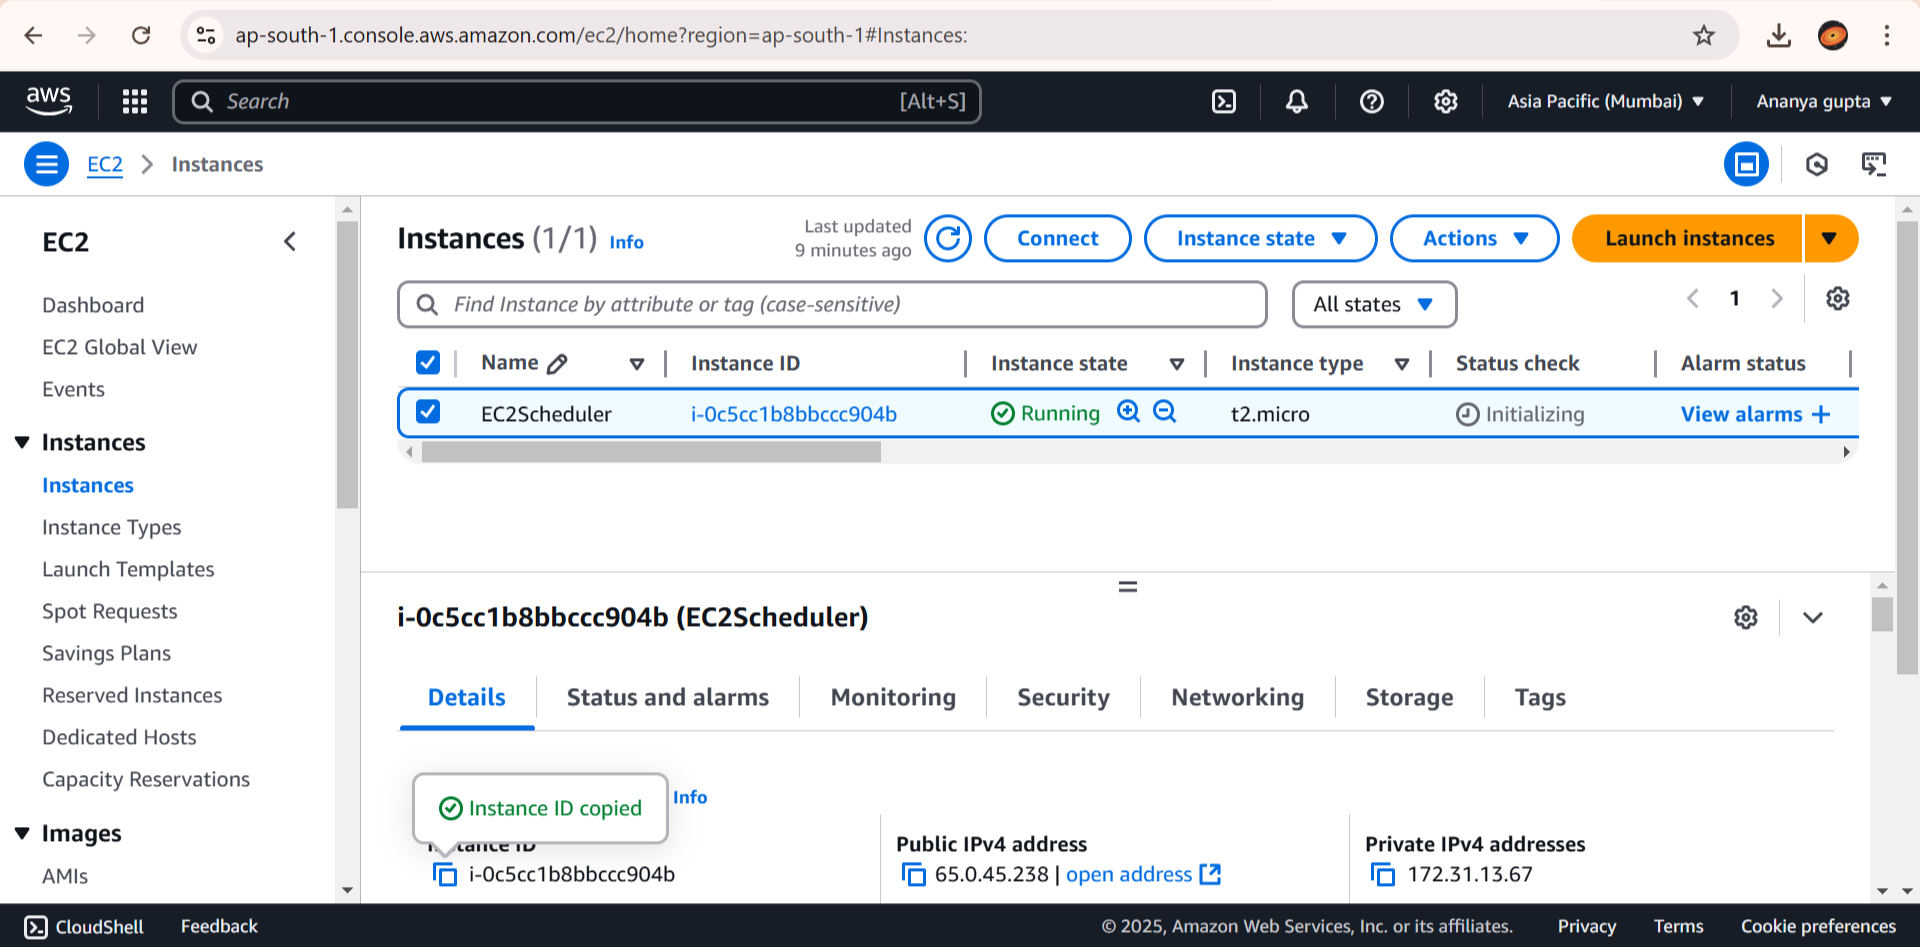 ap-south-1.console.aws.amazon.com/ec2/home?region=ap-south-1#Instances:
aws
Search
[Alt+S]
Asia Pacific (Mumbai)
Ananya gupta
EC2
Instances
EC2
Dashboard
EC2 Global View
Events
Instances
Instances
Instance Types
Launch Templates
Spot Requests
Savings Plans
Reserved Instances
Dedicated Hosts
Capacity Reservations
Images
AMIs
Instances (1/1) Info
Last updated
9 minutes ago
Connect
Instance state
Actions
Launch instances
Find Instance by attribute or tag (case-sensitive)
All states
1
Name Instance ID Instance state Instance type Status check Alarm status
EC2Scheduler i-0c5cc1b8bbccc904b Running t2.micro Initializing View alarms +
i-0c5cc1b8bbccc904b (EC2Scheduler)
Details Status and alarms Monitoring Security Networking Storage Tags
Instance ID copied
Info
Public IPv4 address
65.0.45.238 | open address
Private IPv4 addresses
172.31.13.67
ID
i-0c5cc1b8bbccc904b
CloudShell Feedback © 2025, Amazon Web Services, Inc. or its affiliates. Privacy Terms Cookie preferences